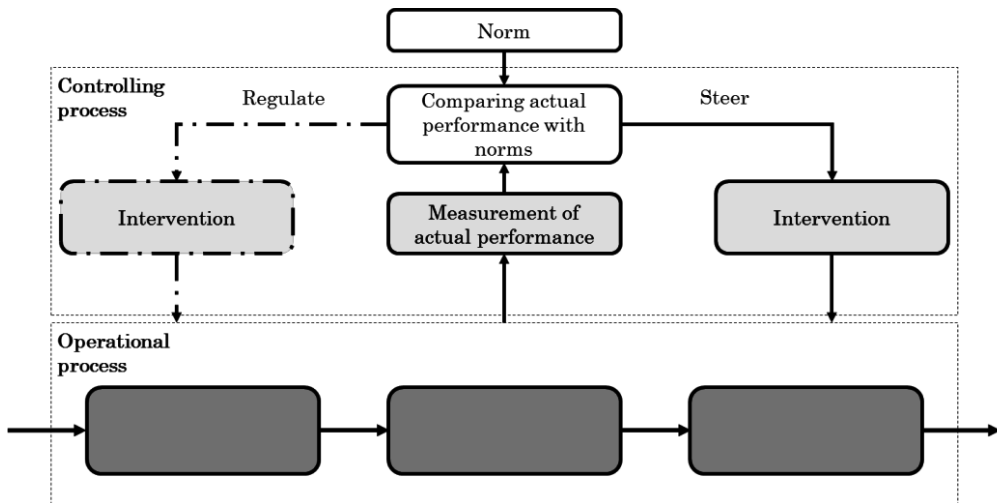 Norm
Controlling
process
Regulate
Comparing actual
performance with
norms
Steer
Intervention
Measurement of
actual performance
Intervention
Operational
process